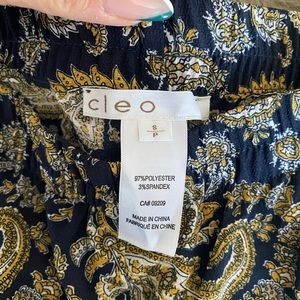 cleo
S
P
97%POLYESTER
3%SPANDEX
CA# 09209
MADE IN CHINA
FABRIQUÉ EN CHINE